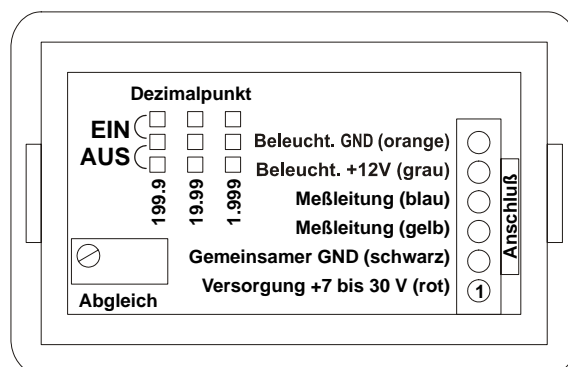 Dezimalpunkt
EIN
AUS
199.9
19.99
1.999
Beleucht. GND (orange)
Beleucht. +12V (grau)
Meßleitung (blau)
Meßleitung (gelb)
Gemeinsamer GND (schwarz)
Versorgung +7 bis 30 V (rot)
1
Anschluß
Abgleich